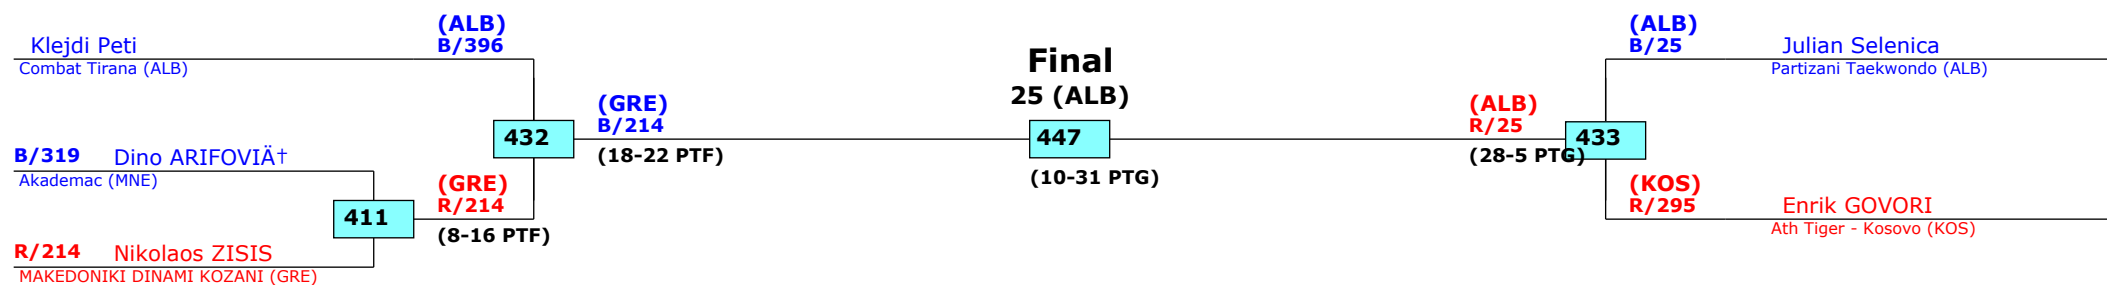 (ALB)
B/396
Klejdi Peti
Combat Tirana (ALB)
B/319 Dino ARIFOVIÄ†
Akademac (MNE)
411
R/214 Nikolaos ZISIS
MAKEDONIKI DINAMI KOZANI (GRE)
(GRE)
R/214
(8-16 PTF)
432
(GRE)
B/214
(18-22 PTF)
Final
25 (ALB)
447
(10-31 PTG)
(ALB)
R/25
(28-5 PTG)
433
(ALB)
B/25
Julian Selenica
Partizani Taekwondo (ALB)
(KOS)
R/295
Enrik GOVORI
Ath Tiger - Kosovo (KOS)